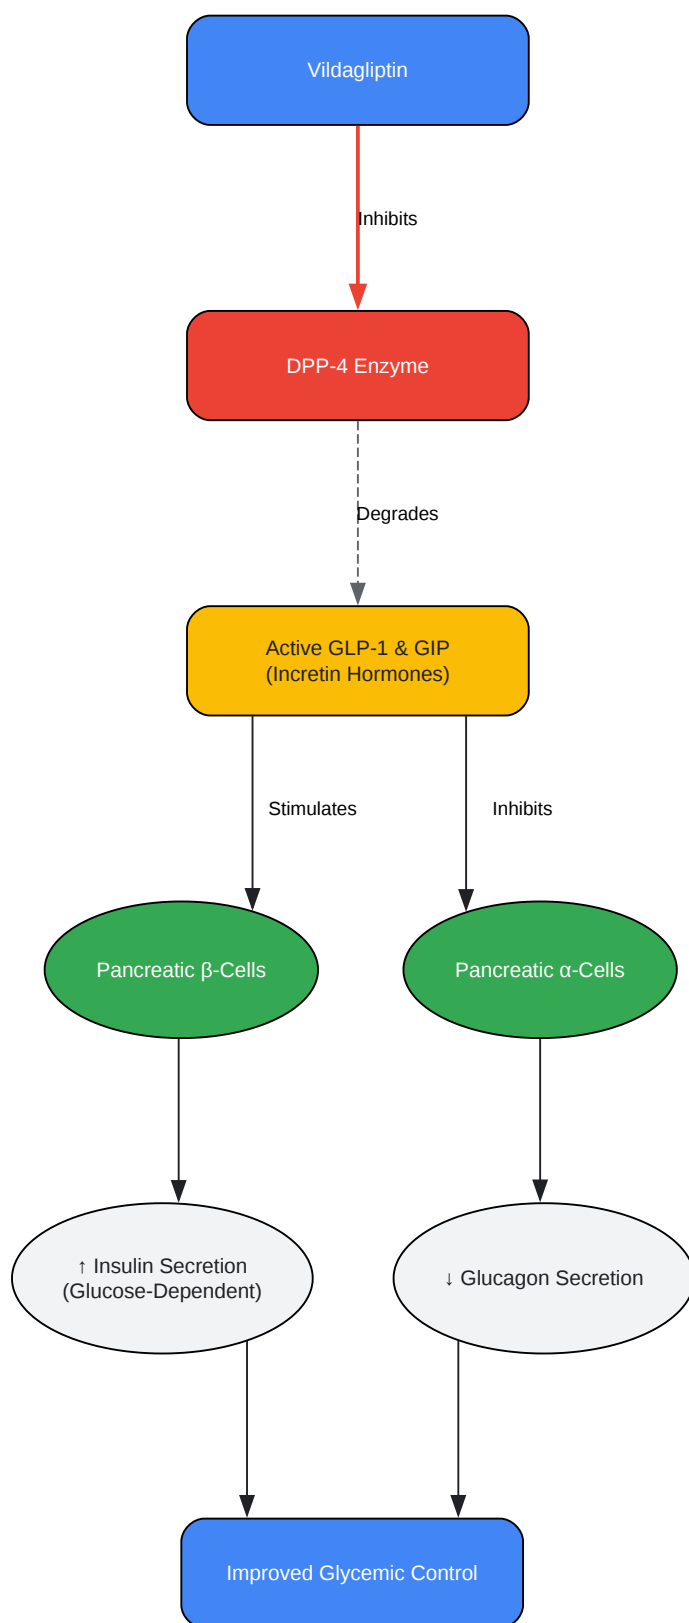 Vildagliptin
Inhibits
DPP-4 Enzyme
Degrades
Active GLP-1 & GIP
(Incretin Hormones)
Stimulates
Inhibits
Pancreatic β-Cells
Pancreatic α-Cells
↑ Insulin Secretion
(Glucose-Dependent)
↓ Glucagon Secretion
Improved Glycemic Control